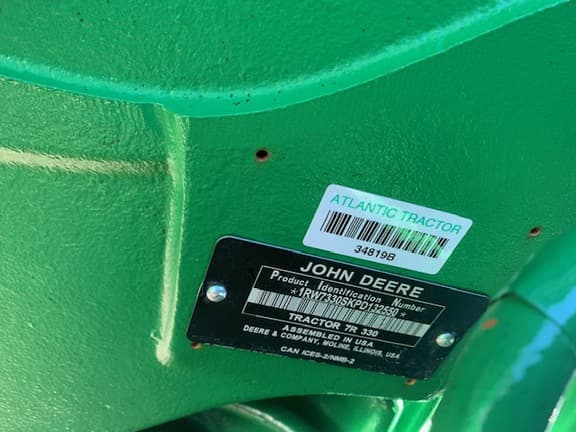 ATLANTIC TRACTOR
34819B
JOHN DEERE
Product Identification Number
*1RW7330SKPD132550*
TRACTOR 7R 330
ASSEMBLED IN USA
DEERE & COMPANY, MOLINE, ILLINOIS, USA
CAN ICES-2/NMB-2